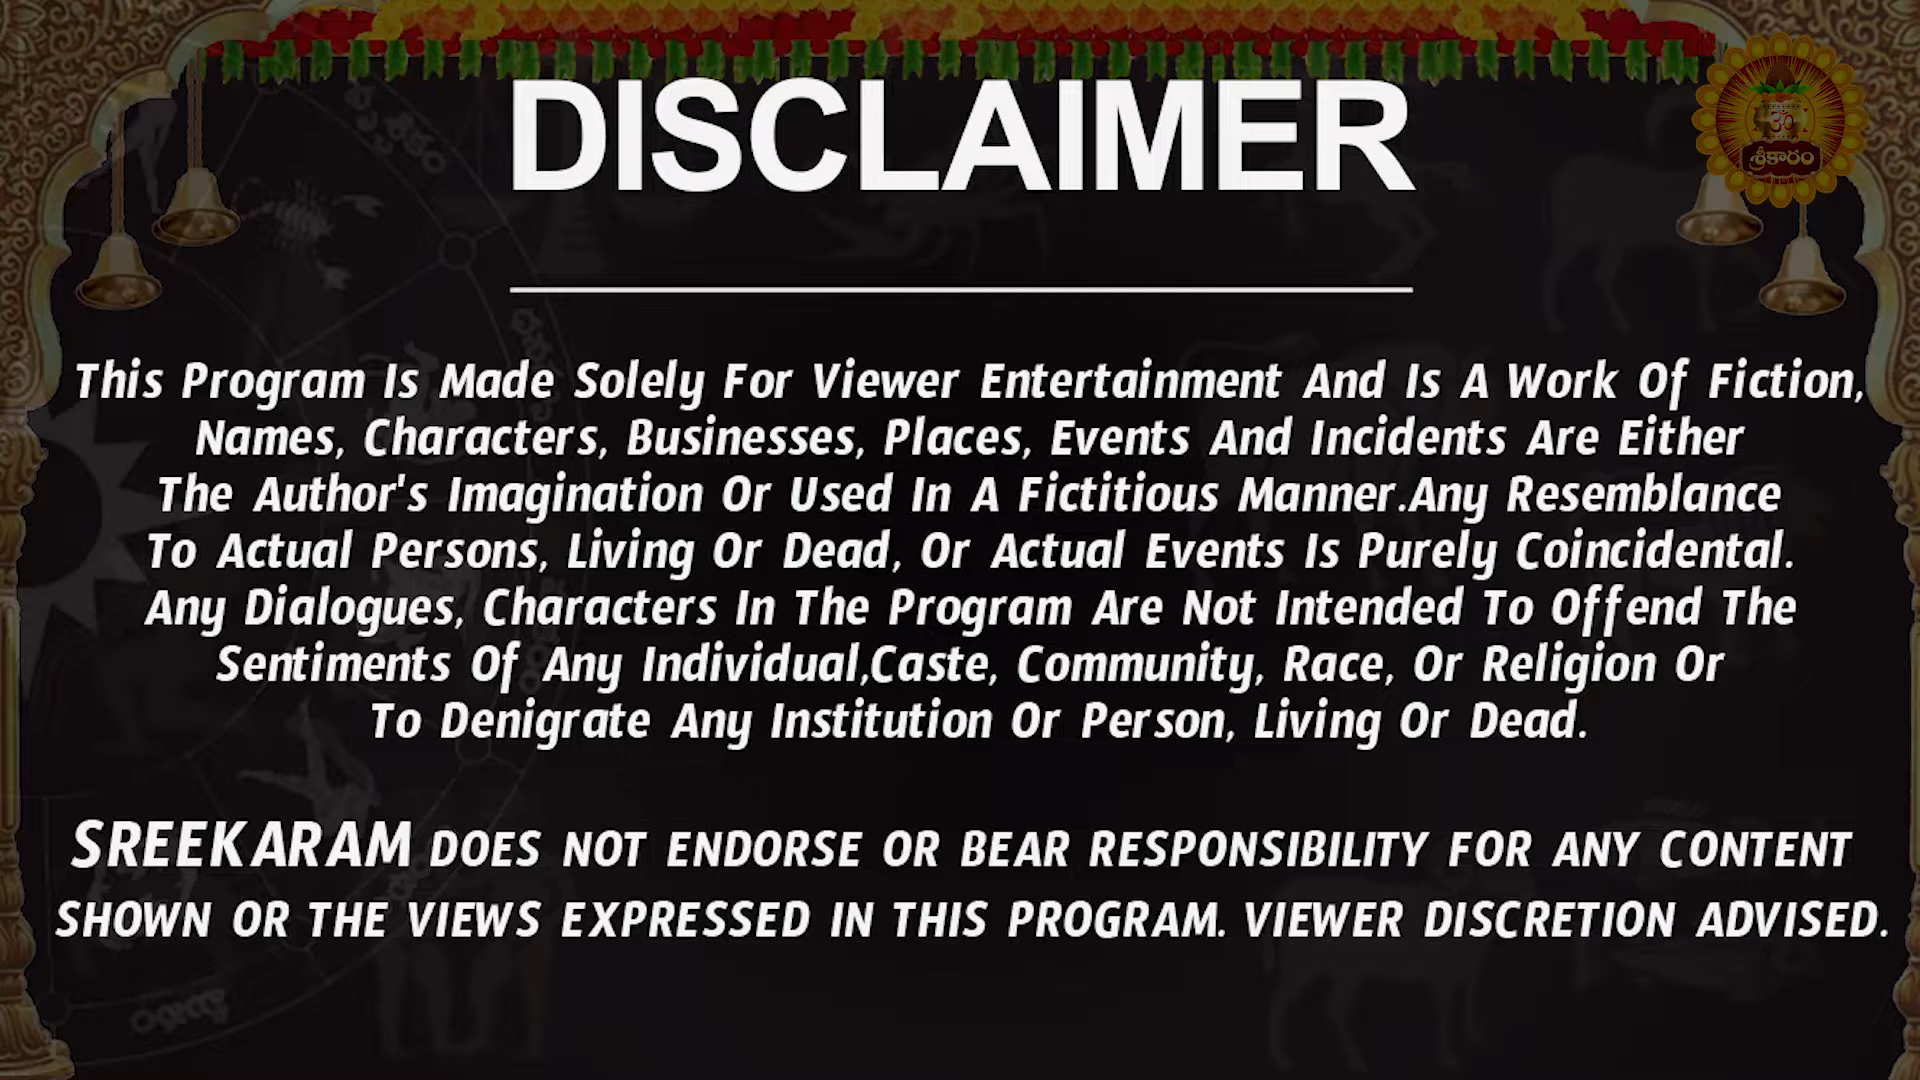 DISCLAIMER
ॐ
శ్రీకారం
వృశ్చికం
This Program Is Made Solely For Viewer Entertainment And Is A Work Of Fiction,
Names, Characters, Businesses, Places, Events And Incidents Are Either
The Author's Imagination Or Used In A Fictitious Manner.Any Resemblance
To Actual Persons, Living Or Dead, Or Actual Events Is Purely Coincidental.
Any Dialogues, Characters In The Program Are Not Intended To Offend The
Sentiments Of Any Individual,Caste, Community, Race, Or Religion Or
To Denigrate Any Institution Or Person, Living Or Dead.
SREEKARAM DOES NOT ENDORSE OR BEAR RESPONSIBILITY FOR ANY CONTENT
SHOWN OR THE VIEWS EXPRESSED IN THIS PROGRAM. VIEWER DISCRETION ADVISED.